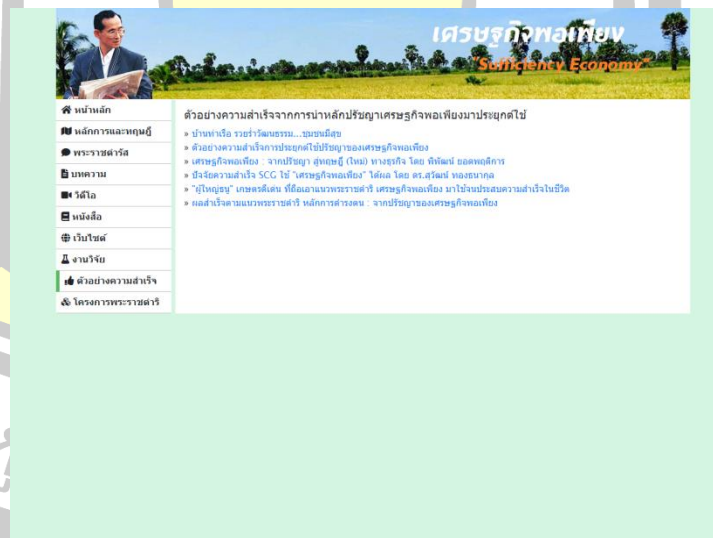 เศรษฐกิจพอเพียง
"Sufficiency Economy"
หน้าหลัก
หลักการและทฤษฎี
พระราชดำรัส
บทความ
วิดีโอ
หนังสือ
เว็บไซต์
งานวิจัย
ตัวอย่างความสำเร็จ
โครงการพระราชดำริ
ตัวอย่างความสำเร็จจากการนำหลักปรัชญาเศรษฐกิจพอเพียงมาประยุกต์ใช้
» บ้านท่าเรือ รวยร่ำวัฒนธรรม...ชุมชนมีสุข
» ตัวอย่างความสำเร็จการประยุกต์ใช้ปรัชญาของเศรษฐกิจพอเพียง
» เศรษฐกิจพอเพียง : จากปรัชญา สู่ทฤษฎี (ใหม่) ทางธุรกิจ โดย พิพัฒน์ ยอดพฤติการ
» ปัจจัยความสำเร็จ SCG ใช้ "เศรษฐกิจพอเพียง" ได้ผล โดย ดร.สุวัฒน์ ทองธนากุล
» "ผู้ใหญ่ธนู" เกษตรดีเด่น ที่ยึดเอาแนวพระราชดำริ เศรษฐกิจพอเพียง มาใช้จนประสบความสำเร็จในชีวิต
» ผลสำเร็จตามแนวพระราชดำริ หลักการดำรงตน : จากปรัชญาของเศรษฐกิจพอเพียง